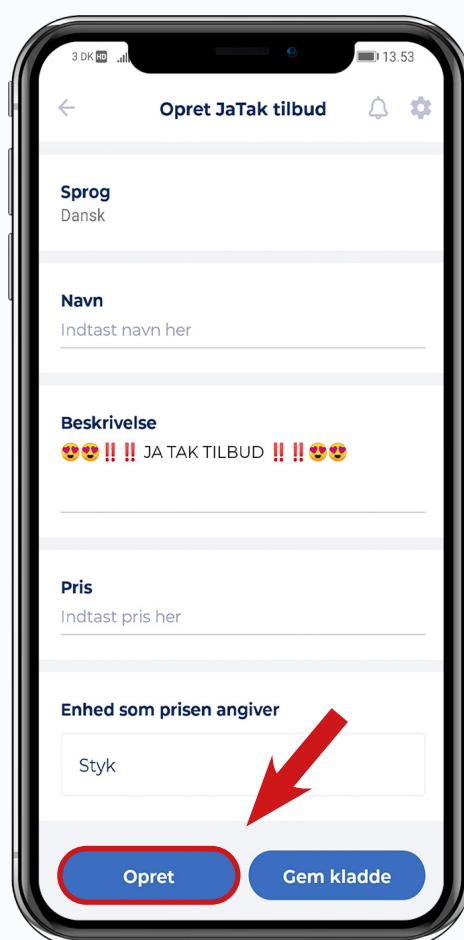 3 DK HD 13.53
Opret JaTak tilbud
Sprog
Dansk
Navn
Indtast navn her
Beskrivelse
😍😍‼️ ‼️ JA TAK TILBUD ‼️ ‼️😍😍
Pris
Indtast pris her
Enhed som prisen angiver
Styk
Opret Gem kladde